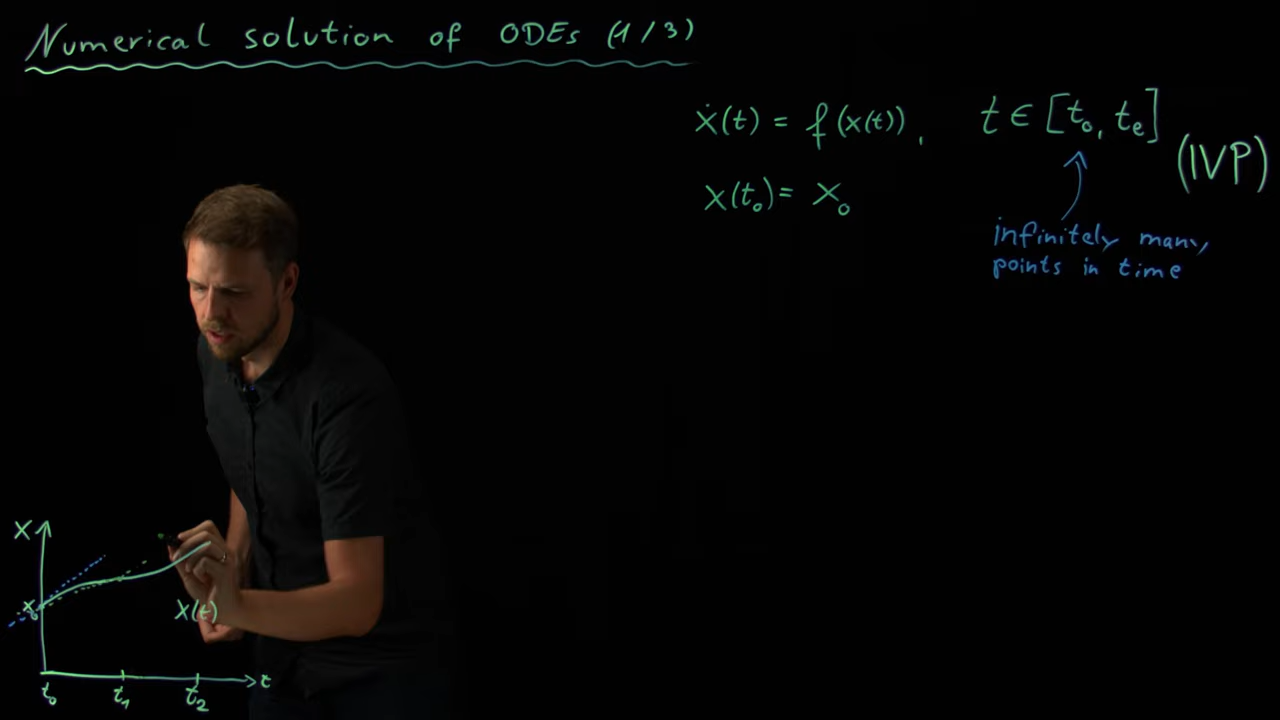 Numerical solution of ODEs (1/3)
ẋ(t) = f(x(t)), t ∈ [t₀, tₑ]
(IVP)
x(t₀) = x₀
infinitely many
points in time
x
x₀
x(t)
t
t₀ t₁ t₂